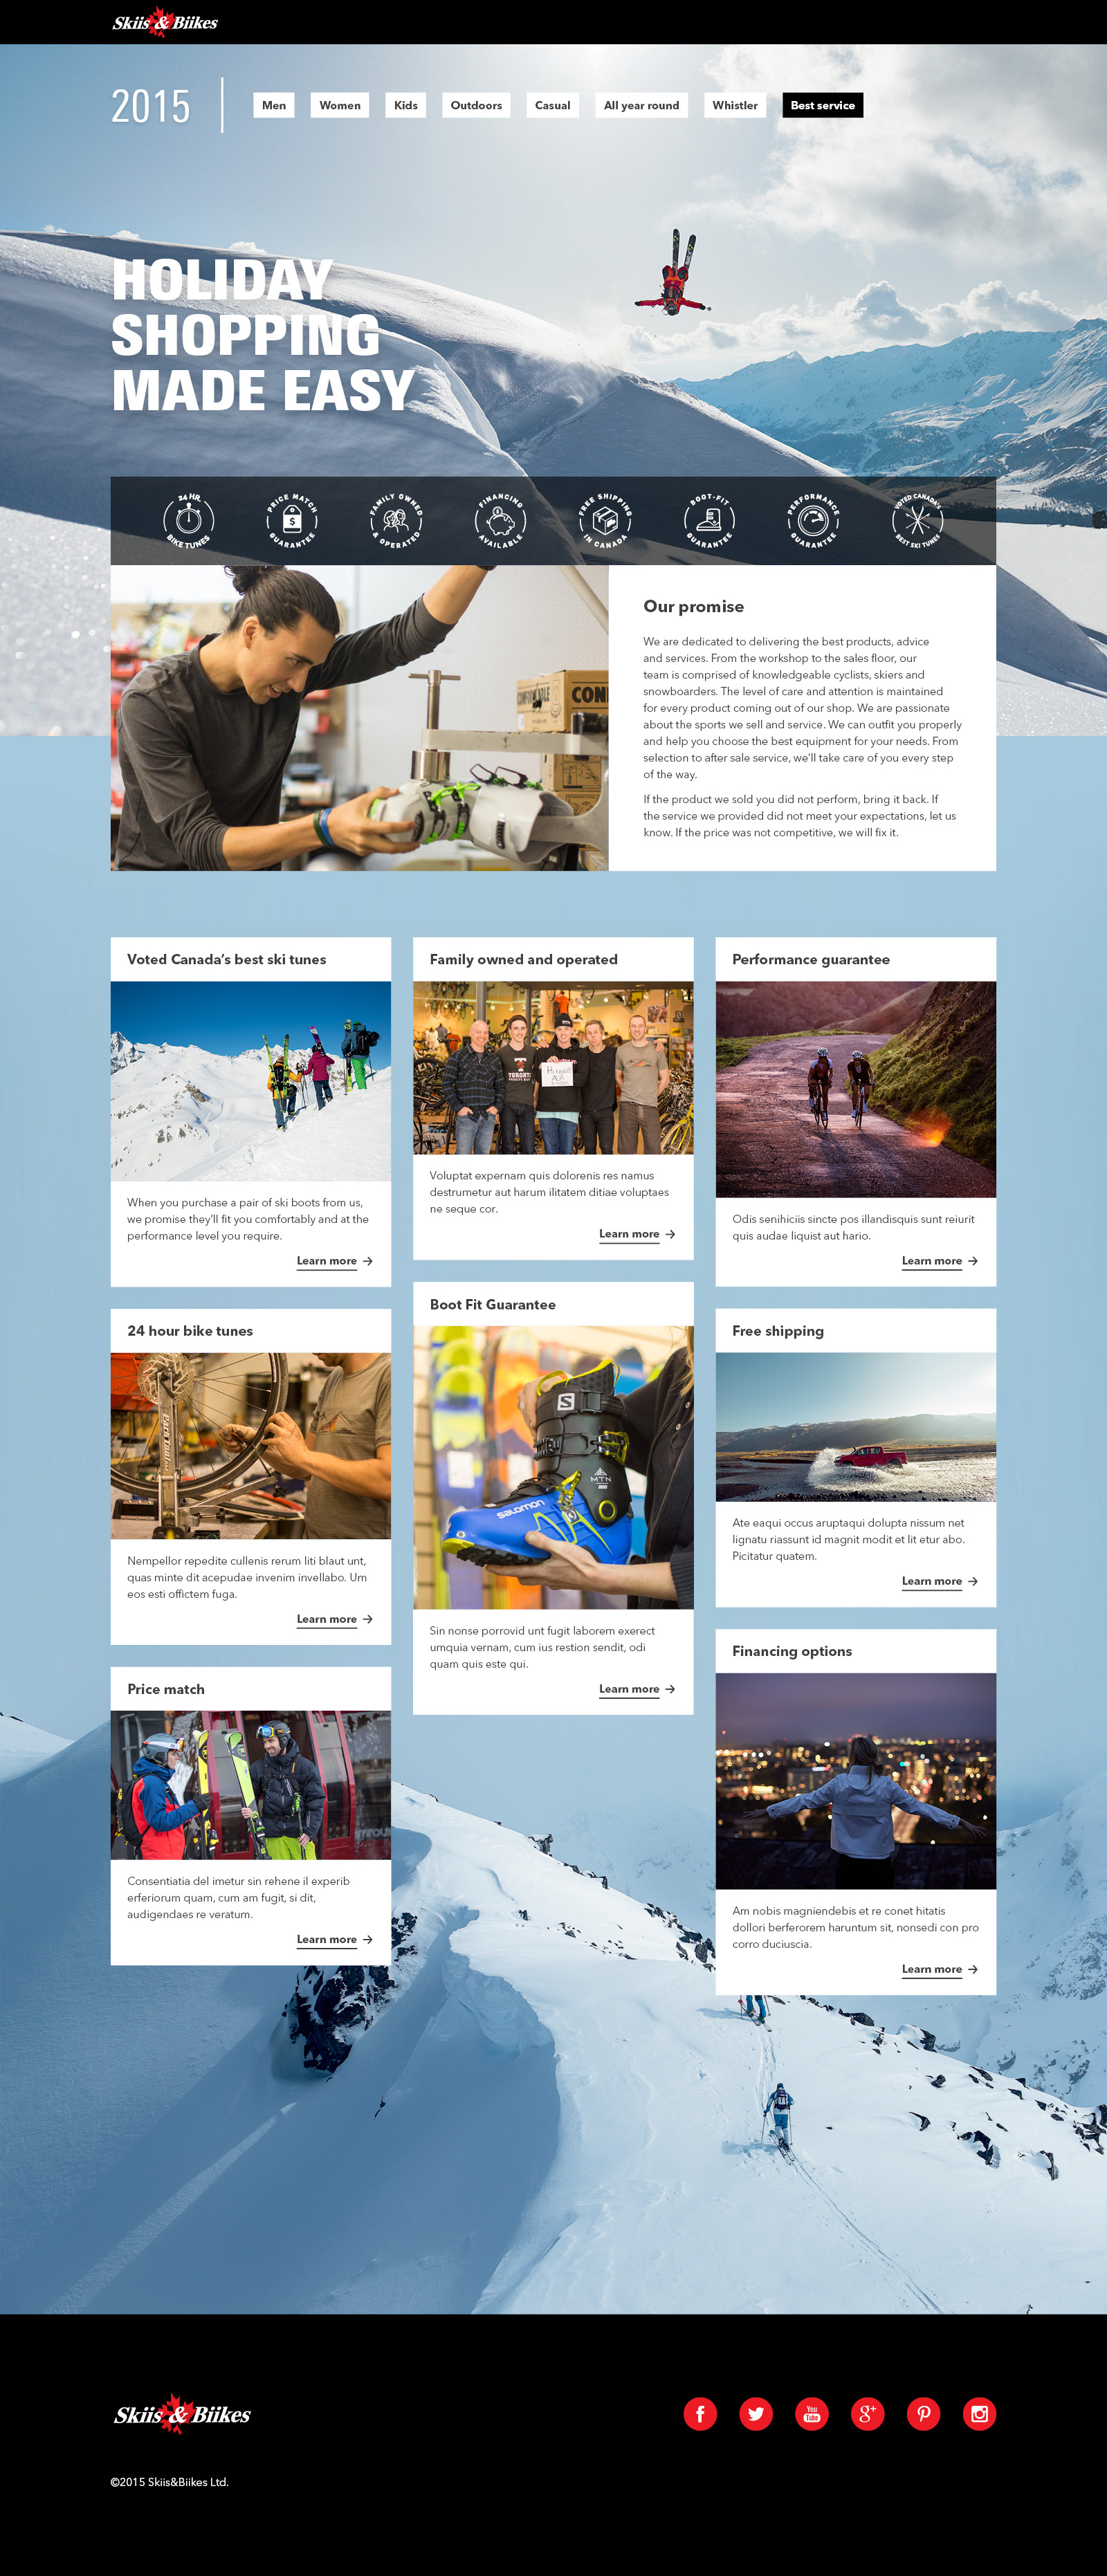 Skiis & Biikes
2015
Men
Women
Kids
Outdoors
Casual
All year round
Whistler
Best service
HOLIDAY
SHOPPING
MADE EASY
24 HR.
BIKE TUNES
PRICE MATCH
$
GUARANTEE
FAMILY OWNED
& OPERATED
FINANCING
AVAILABLE
FREE SHIPPING
IN CANADA
BOOT-FIT
GUARANTEE
PERFORMANCE
GUARANTEE
VOTED CANADA'S
BEST SKI TUNES
Our promise
We are dedicated to delivering the best products, advice
and services. From the workshop to the sales floor, our
team is comprised of knowledgeable cyclists, skiers and
snowboarders. The level of care and attention is maintained
for every product coming out of our shop. We are passionate
about the sports we sell and service. We can outfit you properly
and help you choose the best equipment for your needs. From
selection to after sale service, we'll take care of you every step
of the way.
If the product we sold you did not perform, bring it back. If
the service we provided did not meet your expectations, let us
know. If the price was not competitive, we will fix it.
Voted Canada's best ski tunes
When you purchase a pair of ski boots from us,
we promise they'll fit you comfortably and at the
performance level you require.
Learn more →
24 hour bike tunes
ParkTool
Nempellor repedite cullenis rerum liti blaut unt,
quas minte dit acepudae invenim invellabo. Um
eos esti offictem fuga.
Learn more →
Price match
Consentiatia del imetur sin rehene il experib
erferiorum quam, cum am fugit, si dit,
audigendaes re veratum.
Learn more →
Family owned and operated
TORONTO
Voluptat expernam quis dolorenis res namus
destrumetur aut harum ilitatem ditiae voluptaes
ne seque cor.
Learn more →
Boot Fit Guarantee
S
MTN
salomon
Sin nonse porrovid unt fugit laborem exerect
umquia vernam, cum ius restion sendit, odi
quam quis este qui.
Learn more →
Performance guarantee
Odis senihiciis sincte pos illandisquis sunt reiurit
quis audae liquist aut hario.
Learn more →
Free shipping
Ate eaqui occus aruptaqui dolupta nissum net
lignatu riassunt id magnit modit et lit etur abo.
Picitatur quatem.
Learn more →
Financing options
Am nobis magniendebis et re conet hitatis
dollori berferorem haruntum sit, nonsedi con pro
corro duciuscia.
Learn more →
Skiis & Biikes
f
You
Tube
g+
©2015 Skiis&Biikes Ltd.